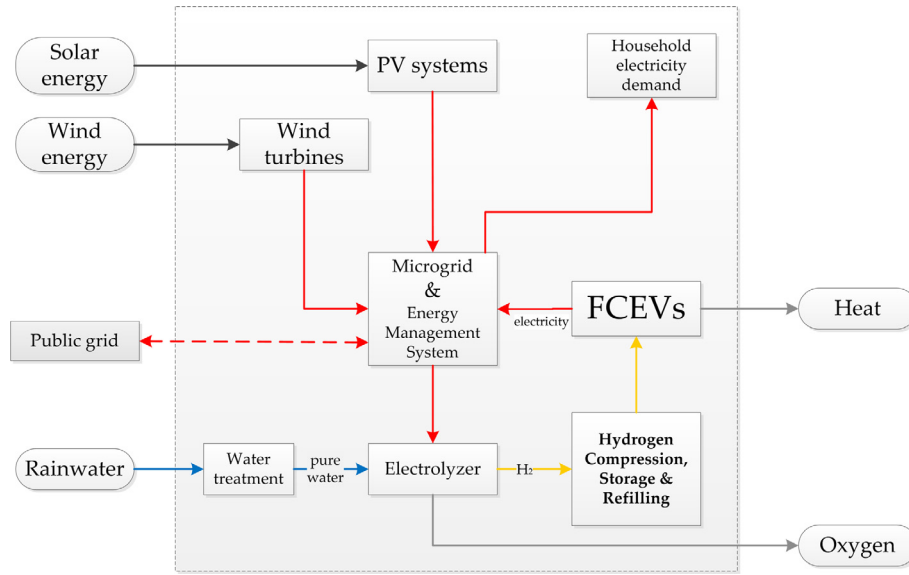 Solar
energy
PV systems
Household
electricity
demand
Wind
energy
Wind
turbines
Microgrid
&
Energy
Management
System
electricity
FCEVs
Heat
Public grid
Rainwater
Water
treatment
pure
water
Electrolyzer
H₂
Hydrogen
Compression,
Storage &
Refilling
Oxygen